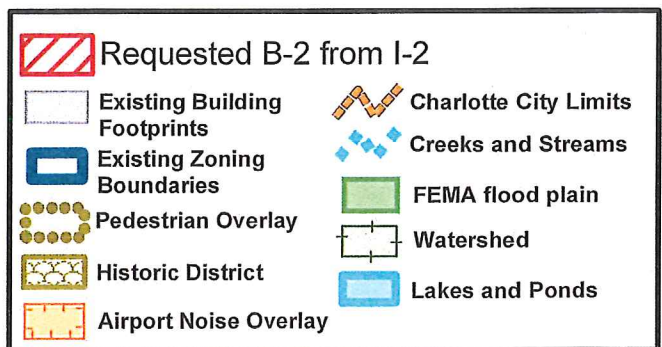 Requested B-2 from I-2
Existing Building
Footprints
Existing Zoning
Boundaries
Pedestrian Overlay
Historic District
Airport Noise Overlay
Charlotte City Limits
Creeks and Streams
FEMA flood plain
Watershed
Lakes and Ponds